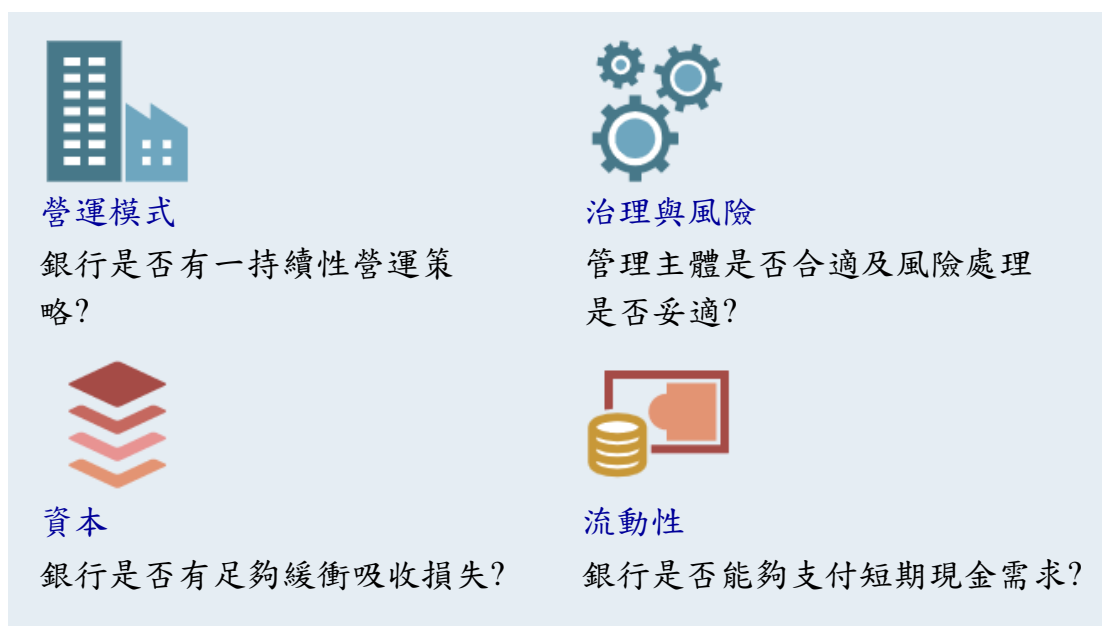 營運模式
銀行是否有一持續性營運策
略?
治理與風險
管理主體是否合適及風險處理
是否妥適?
資本
銀行是否有足夠緩衝吸收損失?
流動性
銀行是否能夠支付短期現金需求?